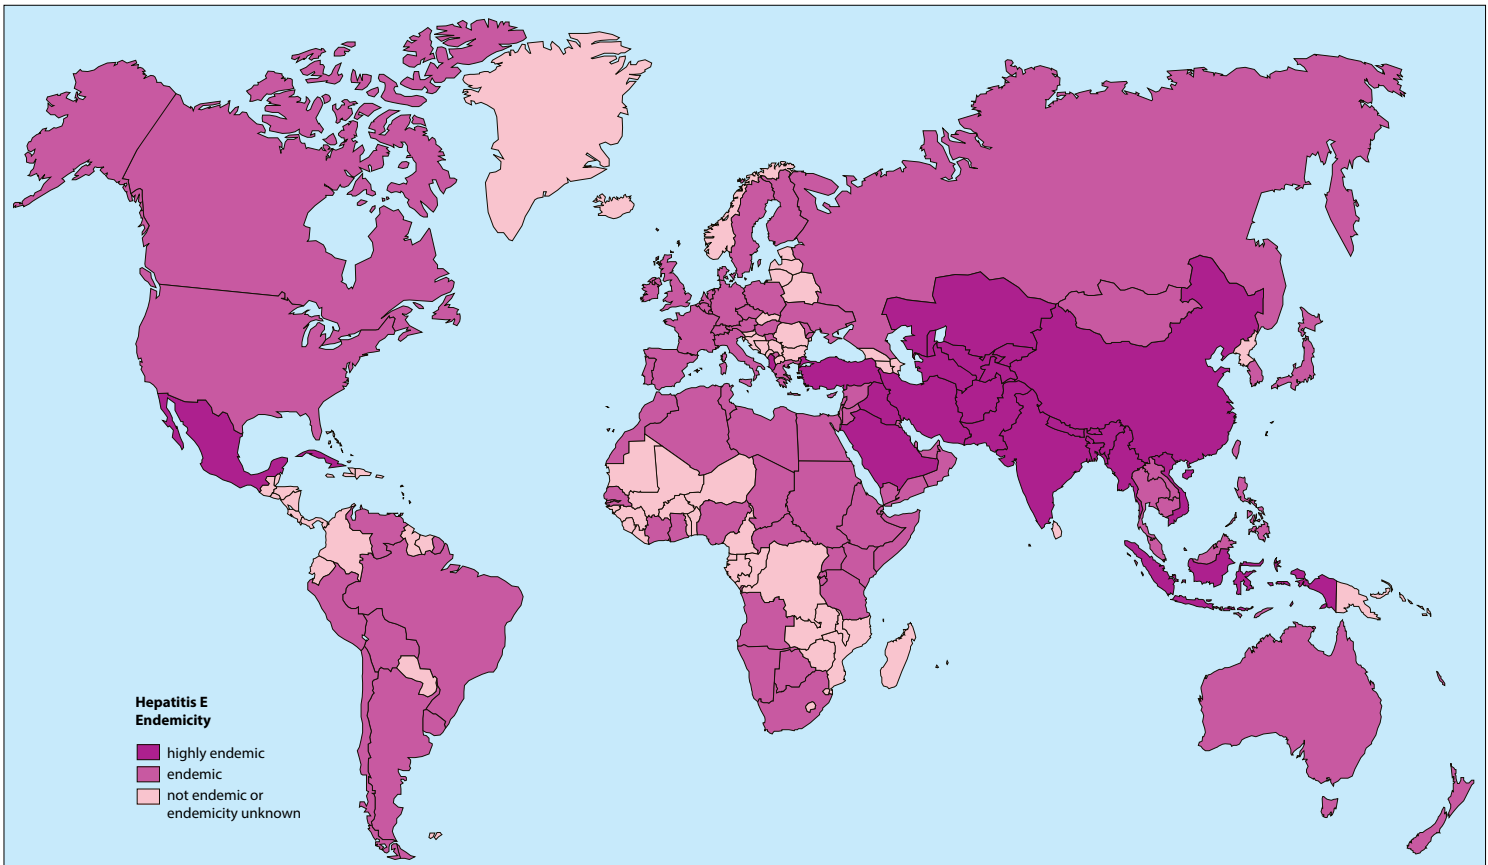 Hepatitis E
Endemicity
highly endemic
endemic
not endemic or
endemicity unknown